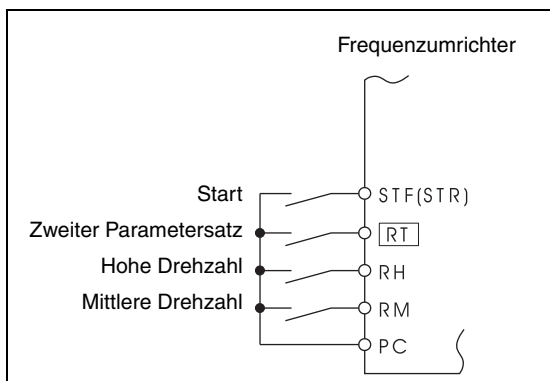 Frequenzumrichter
Start STF(STR)
Zweiter Parametersatz RT
Hohe Drehzahl RH
Mittlere Drehzahl RM
PC